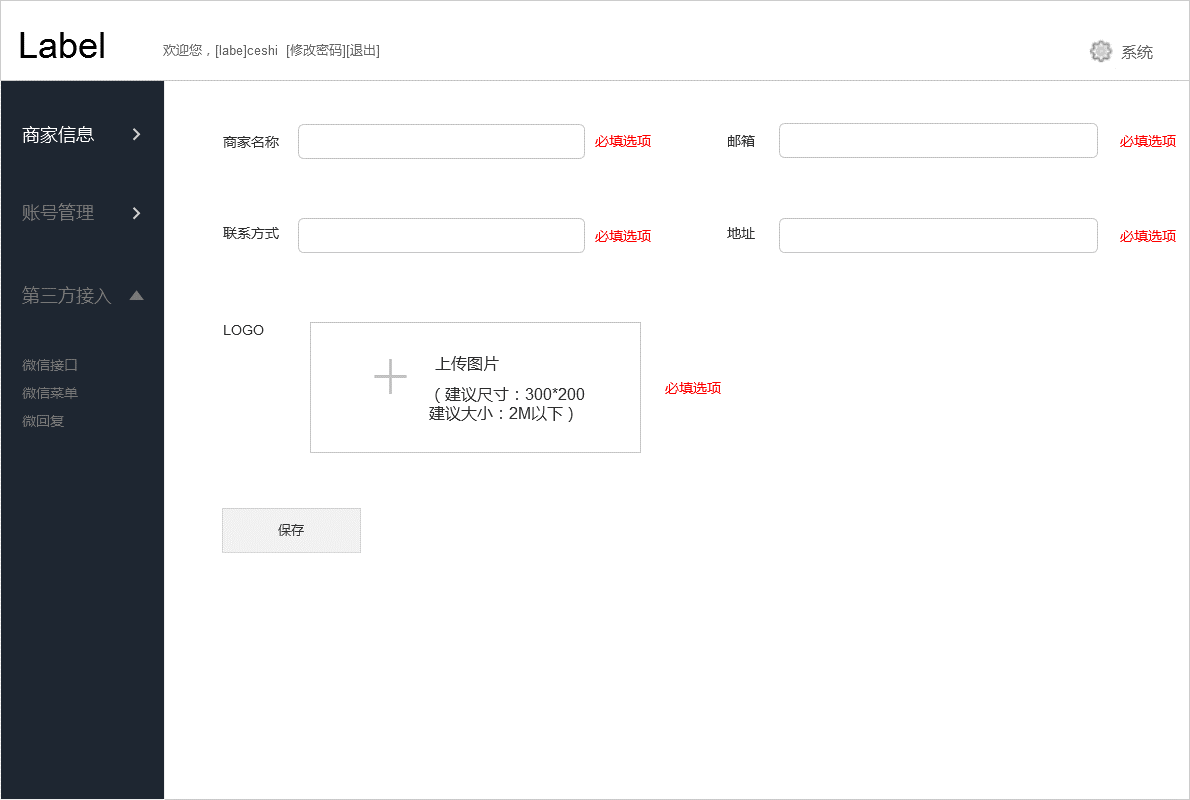 Label
欢迎您，[labe]ceshi [修改密码][退出]
系统
商家信息
账号管理
第三方接入
微信接口
微信菜单
微回复
商家名称
必填选项
邮箱
必填选项
联系方式
必填选项
地址
必填选项
LOGO
上传图片
（建议尺寸：300*200
建议大小：2M以下）
必填选项
保存